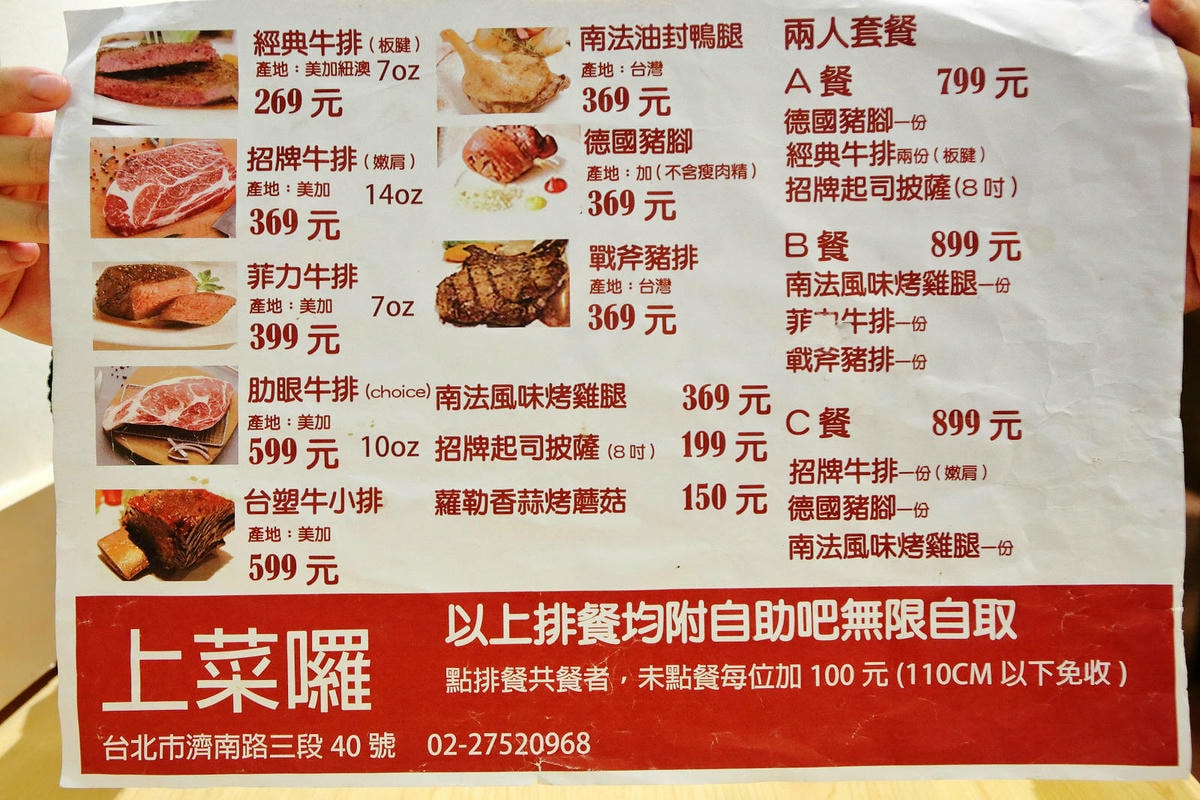 經典牛排（板腱）
產地：美加紐澳 7oz
269 元
招牌牛排（嫩肩）
產地：美加 14oz
369 元
菲力牛排
產地：美加 7oz
399 元
肋眼牛排 (choice)
產地：美加
599 元 10oz
台塑牛小排
產地：美加
599 元
南法油封鴨腿
產地：台灣
369 元
德國豬腳
產地：加（不含瘦肉精）
369 元
戰斧豬排
產地：台灣
369 元
南法風味烤雞腿 369 元
招牌起司披薩（8 吋） 199 元
蘿勒香蒜烤蘑菇 150 元
兩人套餐
A 餐 799 元
德國豬腳一份
經典牛排兩份（板腱）
招牌起司披薩（8 吋）
B 餐 899 元
南法風味烤雞腿一份
菲力牛排一份
戰斧豬排一份
C 餐 899 元
招牌牛排一份（嫩肩）
德國豬腳一份
南法風味烤雞腿一份
上菜囉
以上排餐均附自助吧無限自取
點排餐共餐者，未點餐每位加 100 元 (110CM 以下免收）
台北市濟南路三段 40 號 02-27520968